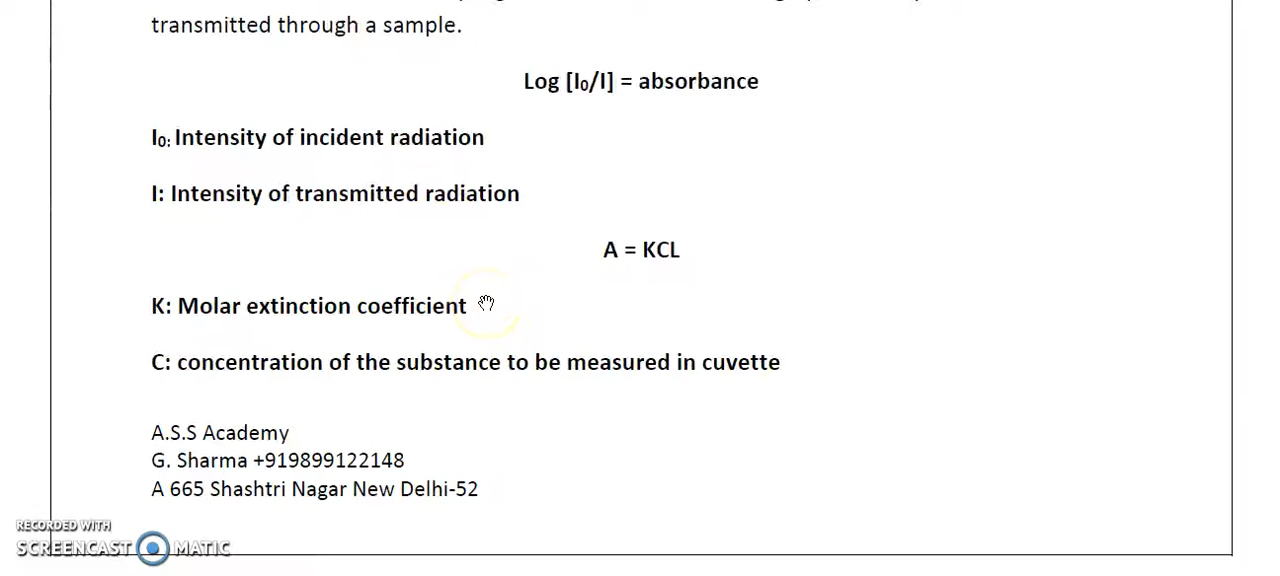 transmitted through a sample.
Log [I₀/I] = absorbance
I₀: Intensity of incident radiation
I: Intensity of transmitted radiation
A = KCL
K: Molar extinction coefficient
C: concentration of the substance to be measured in cuvette
A.S.S Academy
G. Sharma +919899122148
A 665 Shashtri Nagar New Delhi-52
RECORDED WITH
SCREENCAST MATIC